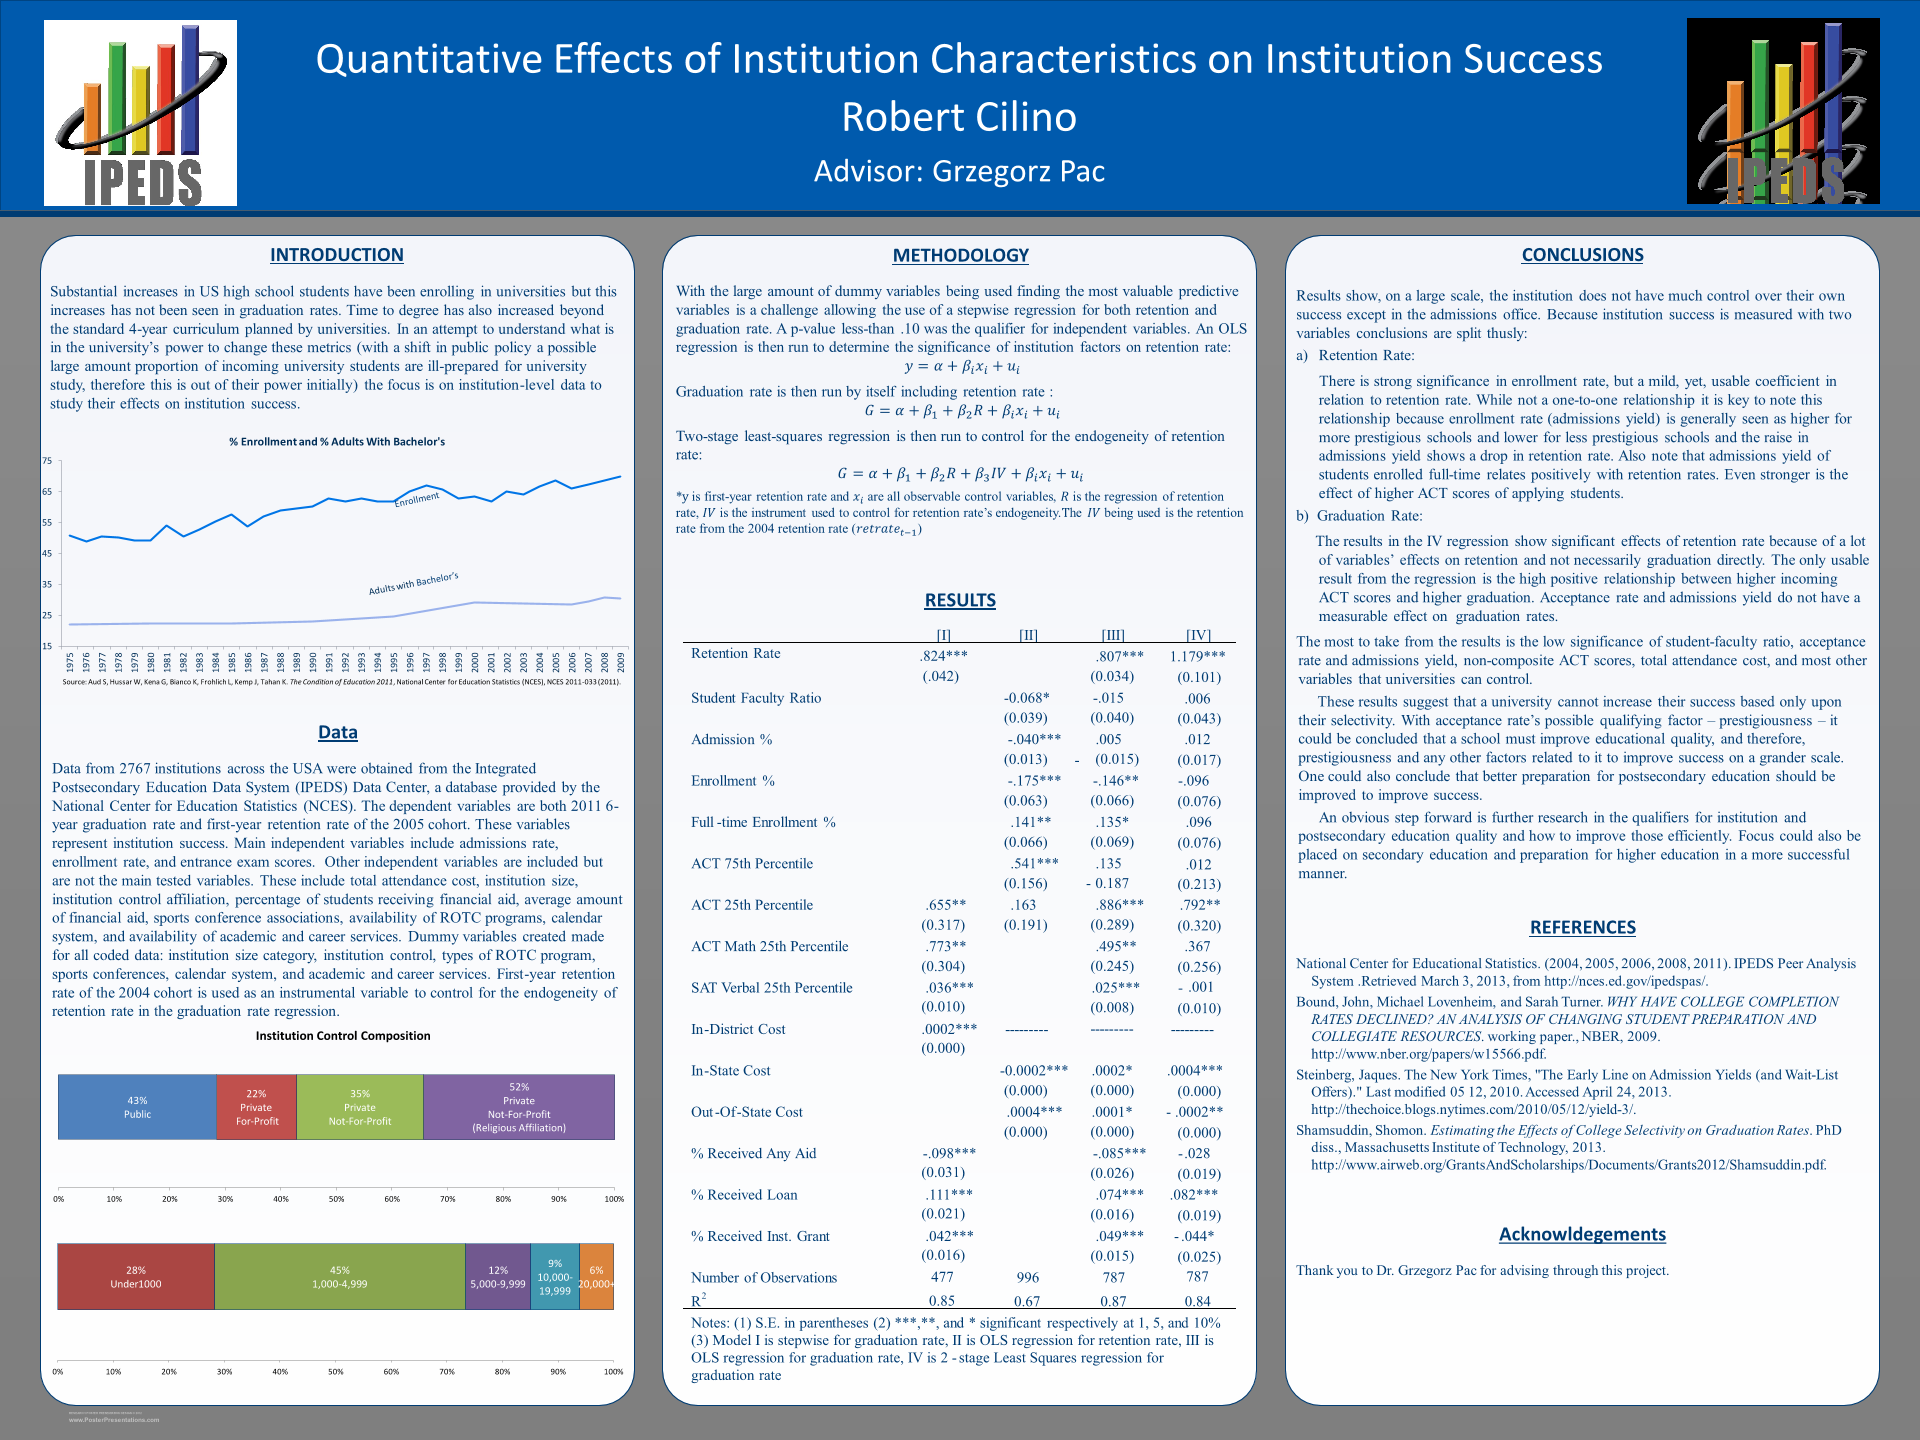 IPEDS
Quantitative Effects of Institution Characteristics on Institution Success
Robert Cilino
Advisor: Grzegorz Pac
IPEDS
INTRODUCTION
Substantial increases in US high school students have been enrolling in universities but this
increases has not been seen in graduation rates. Time to degree has also increased beyond
the standard 4-year curriculum planned by universities. In an attempt to understand what is
in the university's power to change these metrics (with a shift in public policy a possible
large amount proportion of incoming university students are ill-prepared for university
study, therefore this is out of their power initially) the focus is on institution-level data to
study their effects on institution success.
% Enrollment and % Adults With Bachelor's
75
65
55
45
35
25
15
Enrollment
Adults with Bachelor's
1975 1976 1977 1978 1979 1980 1981 1982 1983 1984 1985 1986 1987 1988 1989 1990 1991 1992 1993 1994 1995 1996 1997 1998 1999 2000 2001 2002 2003 2004 2005 2006 2007 2008 2009
Source: Aud S, Hussar W, Kena G, Bianco K, Frohlich L, Kemp J, Tahan K. The Condition of Education 2011, National Center for Education Statistics (NCES), NCES 2011-033 (2011).
Data
Data from 2767 institutions across the USA were obtained from the Integrated
Postsecondary Education Data System (IPEDS) Data Center, a database provided by the
National Center for Education Statistics (NCES). The dependent variables are both 2011 6-
year graduation rate and first-year retention rate of the 2005 cohort. These variables
represent institution success. Main independent variables include admissions rate,
enrollment rate, and entrance exam scores. Other independent variables are included but
are not the main tested variables. These include total attendance cost, institution size,
institution control affiliation, percentage of students receiving financial aid, average amount
of financial aid, sports conference associations, availability of ROTC programs, calendar
system, and availability of academic and career services. Dummy variables created made
for all coded data: institution size category, institution control, types of ROTC program,
sports conferences, calendar system, and academic and career services. First-year retention
rate of the 2004 cohort is used as an instrumental variable to control for the endogeneity of
retention rate in the graduation rate regression.
Institution Control Composition
43%
Public
22%
Private
For-Profit
35%
Private
Not-For-Profit
52%
Private
Not-For-Profit
(Religious Affiliation)
0% 10% 20% 30% 40% 50% 60% 70% 80% 90% 100%
28%
Under1000
45%
1,000-4,999
12%
5,000-9,999
9%
10,000-
19,999
6%
20,000+
0% 10% 20% 30% 40% 50% 60% 70% 80% 90% 100%
METHODOLOGY
With the large amount of dummy variables being used finding the most valuable predictive
variables is a challenge allowing the use of a stepwise regression for both retention and
graduation rate. A p-value less-than .10 was the qualifier for independent variables. An OLS
regression is then run to determine the significance of institution factors on retention rate:
y = α + βᵢxᵢ + uᵢ
Graduation rate is then run by itself including retention rate :
G = α + β₁ + β₂R + βᵢxᵢ + uᵢ
Two-stage least-squares regression is then run to control for the endogeneity of retention
rate:
G = α + β₁ + β₂R + β₃IV + βᵢxᵢ + uᵢ
*y is first-year retention rate and xᵢ are all observable control variables, R is the regression of retention
rate, IV is the instrument used to control for retention rate's endogeneity.The IV being used is the retention
rate from the 2004 retention rate (retrateₜ₋₁)
RESULTS
[I] [II] [III] [IV]
Retention Rate .824*** .807*** 1.179***
(.042) (0.034) (0.101)
Student Faculty Ratio -0.068* -.015 .006
(0.039) (0.040) (0.043)
Admission % -.040*** .005 .012
(0.013) - (0.015) (0.017)
Enrollment % -.175*** -.146** -.096
(0.063) (0.066) (0.076)
Full-time Enrollment % .141** .135* .096
(0.066) (0.069) (0.076)
ACT 75th Percentile .541*** .135 .012
(0.156) - 0.187 (0.213)
ACT 25th Percentile .655** .163 .886*** .792**
(0.317) (0.191) (0.289) (0.320)
ACT Math 25th Percentile .773** .495** .367
(0.304) (0.245) (0.256)
SAT Verbal 25th Percentile .036*** .025*** - .001
(0.010) (0.008) (0.010)
In-District Cost .0002*** --------- --------- ---------
(0.000)
In-State Cost -0.0002*** .0002* .0004***
(0.000) (0.000) (0.000)
Out-Of-State Cost .0004*** .0001* - .0002**
(0.000) (0.000) (0.000)
% Received Any Aid -.098*** -.085*** -.028
(0.031) (0.026) (0.019)
% Received Loan .111*** .074*** .082***
(0.021) (0.016) (0.019)
% Received Inst. Grant .042*** .049*** -.044*
(0.016) (0.015) (0.025)
Number of Observations 477 996 787 787
R² 0.85 0.67 0.87 0.84
Notes: (1) S.E. in parentheses (2) ***,**, and * significant respectively at 1, 5, and 10%
(3) Model I is stepwise for graduation rate, II is OLS regression for retention rate, III is
OLS regression for graduation rate, IV is 2 - stage Least Squares regression for
graduation rate
CONCLUSIONS
Results show, on a large scale, the institution does not have much control over their own
success except in the admissions office. Because institution success is measured with two
variables conclusions are split thusly:
a) Retention Rate:
There is strong significance in enrollment rate, but a mild, yet, usable coefficient in
relation to retention rate. While not a one-to-one relationship it is key to note this
relationship because enrollment rate (admissions yield) is generally seen as higher for
more prestigious schools and lower for less prestigious schools and the raise in
admissions yield shows a drop in retention rate. Also note that admissions yield of
students enrolled full-time relates positively with retention rates. Even stronger is the
effect of higher ACT scores of applying students.
b) Graduation Rate:
The results in the IV regression show significant effects of retention rate because of a lot
of variables' effects on retention and not necessarily graduation directly. The only usable
result from the regression is the high positive relationship between higher incoming
ACT scores and higher graduation. Acceptance rate and admissions yield do not have a
measurable effect on graduation rates.
The most to take from the results is the low significance of student-faculty ratio, acceptance
rate and admissions yield, non-composite ACT scores, total attendance cost, and most other
variables that universities can control.
These results suggest that a university cannot increase their success based only upon
their selectivity. With acceptance rate's possible qualifying factor – prestigiousness – it
could be concluded that a school must improve educational quality, and therefore,
prestigiousness and any other factors related to it to improve success on a grander scale.
One could also conclude that better preparation for postsecondary education should be
improved to improve success.
An obvious step forward is further research in the qualifiers for institution and
postsecondary education quality and how to improve those efficiently. Focus could also be
placed on secondary education and preparation for higher education in a more successful
manner.
REFERENCES
National Center for Educational Statistics. (2004, 2005, 2006, 2008, 2011). IPEDS Peer Analysis
System .Retrieved March 3, 2013, from http://nces.ed.gov/ipedspas/.
Bound, John, Michael Lovenheim, and Sarah Turner. WHY HAVE COLLEGE COMPLETION
RATES DECLINED? AN ANALYSIS OF CHANGING STUDENT PREPARATION AND
COLLEGIATE RESOURCES. working paper., NBER, 2009.
http://www.nber.org/papers/w15566.pdf.
Steinberg, Jaques. The New York Times, "The Early Line on Admission Yields (and Wait-List
Offers)." Last modified 05 12, 2010. Accessed April 24, 2013.
http://thechoice.blogs.nytimes.com/2010/05/12/yield-3/.
Shamsuddin, Shomon. Estimating the Effects of College Selectivity on Graduation Rates. PhD
diss., Massachusetts Institute of Technology, 2013.
http://www.airweb.org/GrantsAndScholarships/Documents/Grants2012/Shamsuddin.pdf.
Acknowldegements
Thank you to Dr. Grzegorz Pac for advising through this project.
www.PosterPresentations.com